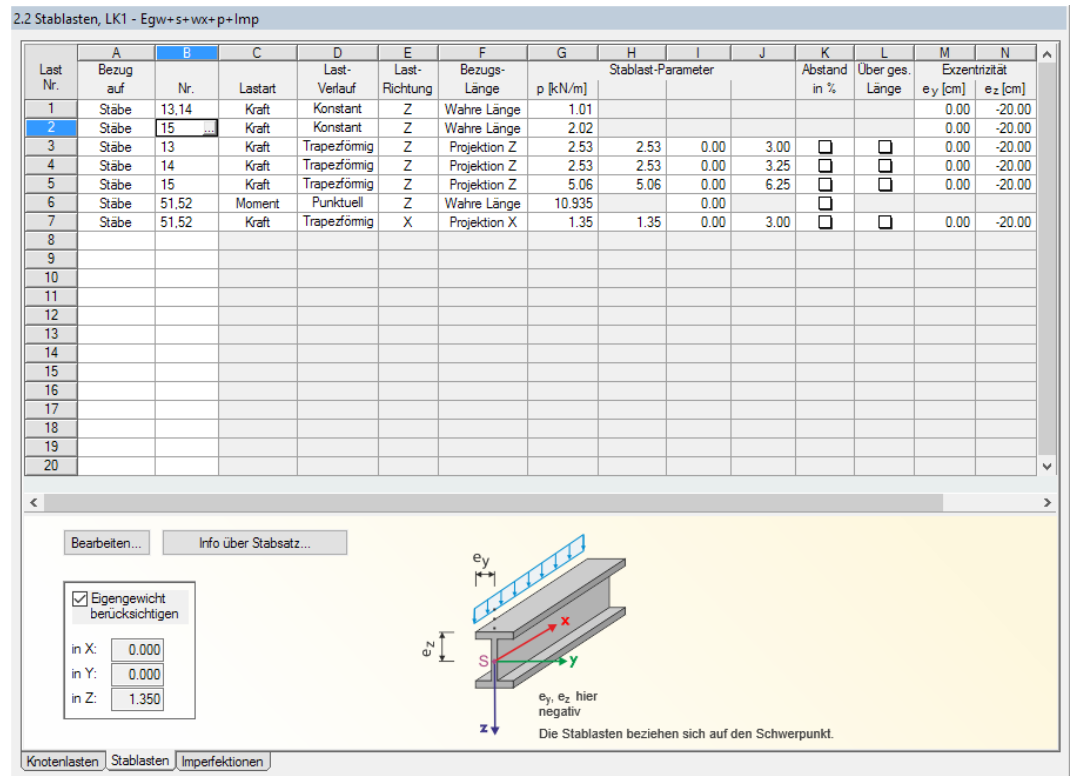 2.2 Stablasten, LK1 - Egw+s+wx+p+Imp
A B C D E F G H I J K L M N
Last Bezug Last- Last- Bezugs- Stablast-Parameter Abstand Über ges. Exzentrizität
Nr. auf Nr. Lastart Verlauf Richtung Länge p [kN/m] in % Länge e y [cm] e z [cm]
1 Stäbe 13,14 Kraft Konstant Z Wahre Länge 1.01 0.00 -20.00
2 Stäbe 15 ... Kraft Konstant Z Wahre Länge 2.02 0.00 -20.00
3 Stäbe 13 Kraft Trapezförmig Z Projektion Z 2.53 2.53 0.00 3.00 0.00 -20.00
4 Stäbe 14 Kraft Trapezförmig Z Projektion Z 2.53 2.53 0.00 3.25 0.00 -20.00
5 Stäbe 15 Kraft Trapezförmig Z Projektion Z 5.06 5.06 0.00 6.25 0.00 -20.00
6 Stäbe 51,52 Moment Punktuell Z Wahre Länge 10.935 0.00
7 Stäbe 51,52 Kraft Trapezförmig X Projektion X 1.35 1.35 0.00 3.00 0.00 -20.00
8
9
10
11
12
13
14
15
16
17
18
19
20
Bearbeiten... Info über Stabsatz...
Eigengewicht
berücksichtigen
in X: 0.000
in Y: 0.000
in Z: 1.350
ey
ez
x
S
y
z
ey, ez hier
negativ
Die Stablasten beziehen sich auf den Schwerpunkt.
Knotenlasten Stablasten Imperfektionen